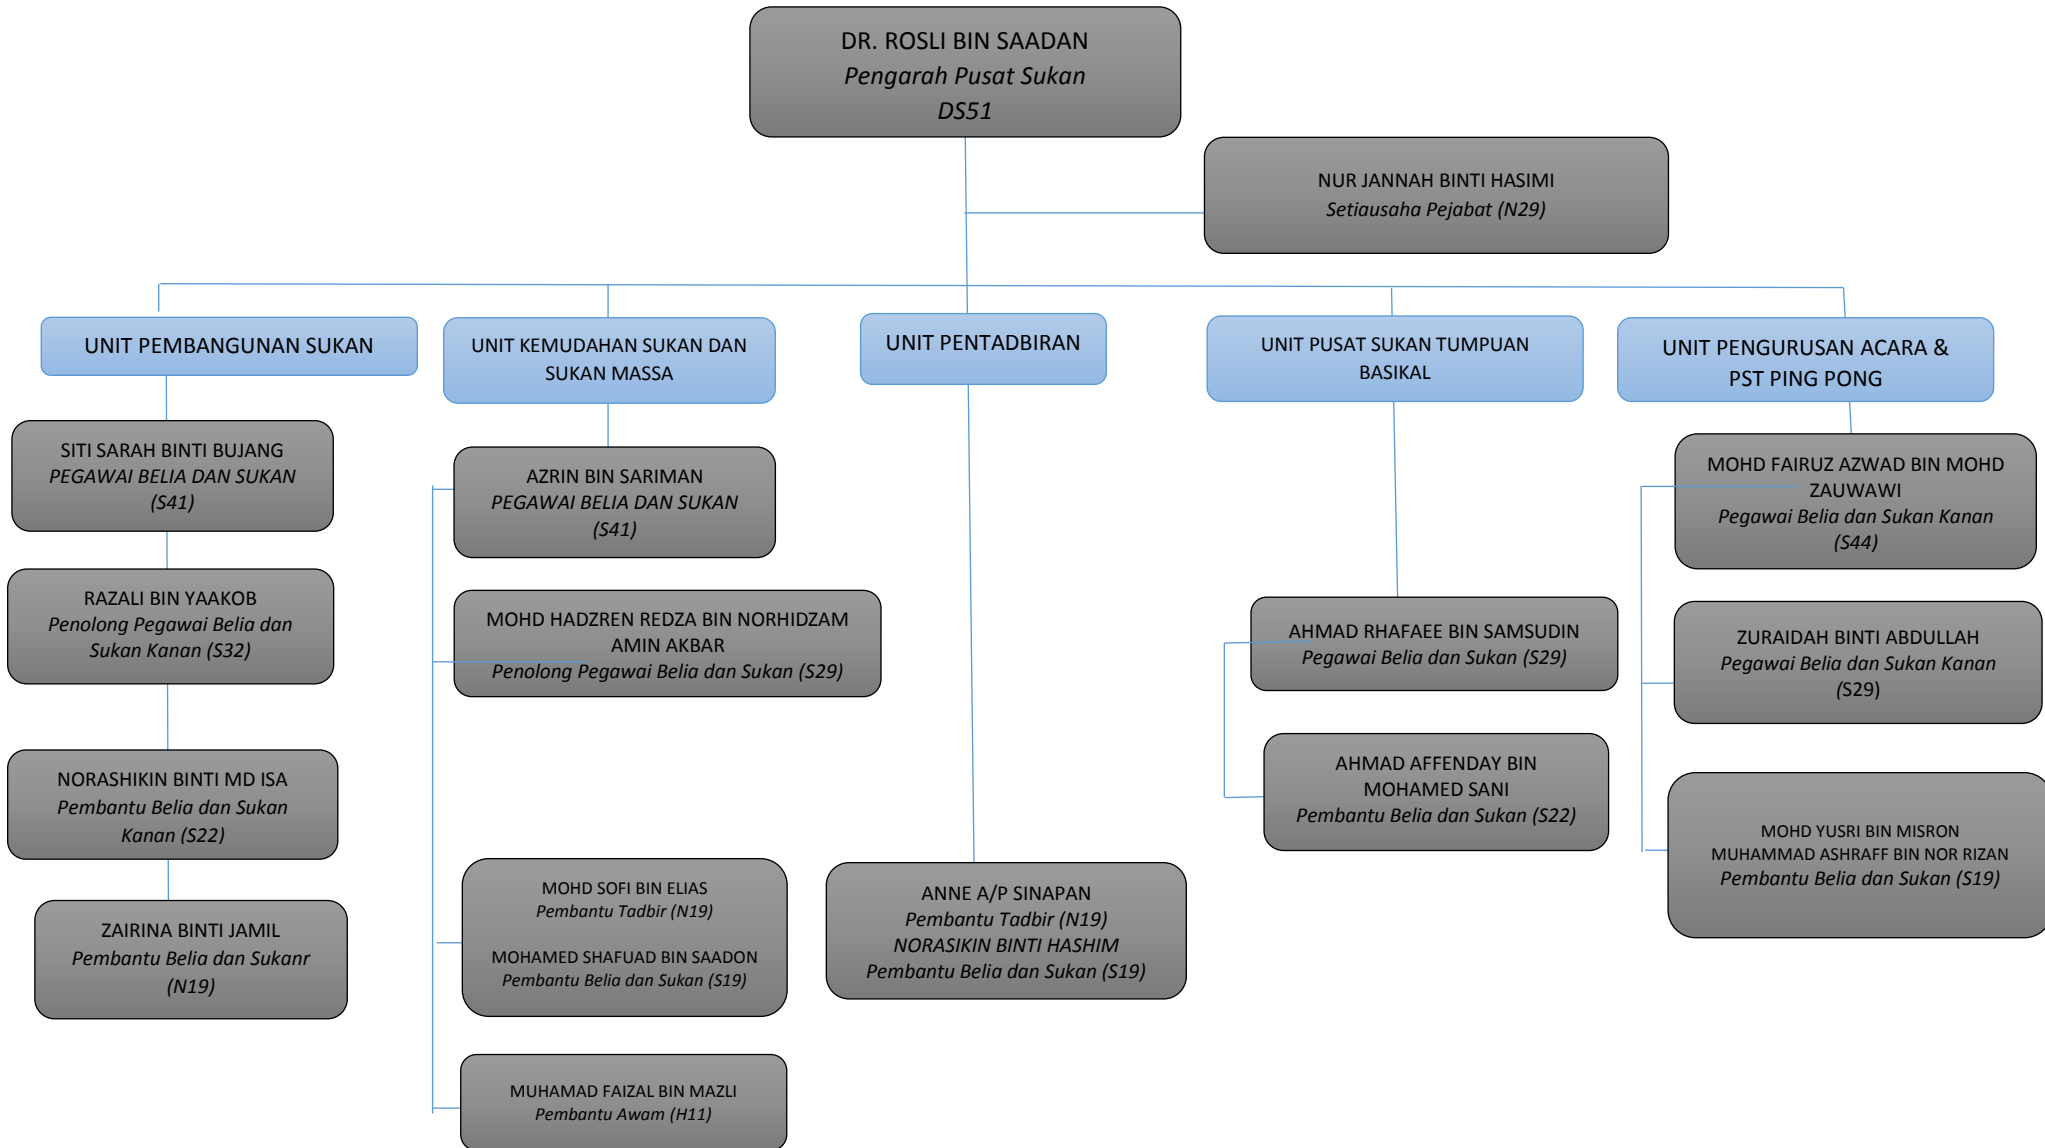 DR. ROSLI BIN SAADAN
Pengarah Pusat Sukan
DS51
NUR JANNAH BINTI HASIMI
Setiausaha Pejabat (N29)
UNIT PEMBANGUNAN SUKAN
SITI SARAH BINTI BUJANG
PEGAWAI BELIA DAN SUKAN
(S41)
RAZALI BIN YAAKOB
Penolong Pegawai Belia dan
Sukan Kanan (S32)
NORASHIKIN BINTI MD ISA
Pembantu Belia dan Sukan
Kanan (S22)
ZAIRINA BINTI JAMIL
Pembantu Belia dan Sukanr
(N19)
UNIT KEMUDAHAN SUKAN DAN
SUKAN MASSA
AZRIN BIN SARIMAN
PEGAWAI BELIA DAN SUKAN
(S41)
MOHD HADZREN REDZA BIN NORHIDZAM
AMIN AKBAR
Penolong Pegawai Belia dan Sukan (S29)
MOHD SOFI BIN ELIAS
Pembantu Tadbir (N19)
MOHAMED SHAFUAD BIN SAADON
Pembantu Belia dan Sukan (S19)
MUHAMAD FAIZAL BIN MAZLI
Pembantu Awam (H11)
UNIT PENTADBIRAN
ANNE A/P SINAPAN
Pembantu Tadbir (N19)
NORASIKIN BINTI HASHIM
Pembantu Belia dan Sukan (S19)
UNIT PUSAT SUKAN TUMPUAN
BASIKAL
AHMAD RHAFAEE BIN SAMSUDIN
Pegawai Belia dan Sukan (S29)
AHMAD AFFENDAY BIN
MOHAMED SANI
Pembantu Belia dan Sukan (S22)
UNIT PENGURUSAN ACARA &
PST PING PONG
MOHD FAIRUZ AZWAD BIN MOHD
ZAUWAWI
Pegawai Belia dan Sukan Kanan
(S44)
ZURAIDAH BINTI ABDULLAH
Pegawai Belia dan Sukan Kanan
(S29)
MOHD YUSRI BIN MISRON
MUHAMMAD ASHRAFF BIN NOR RIZAN
Pembantu Belia dan Sukan (S19)